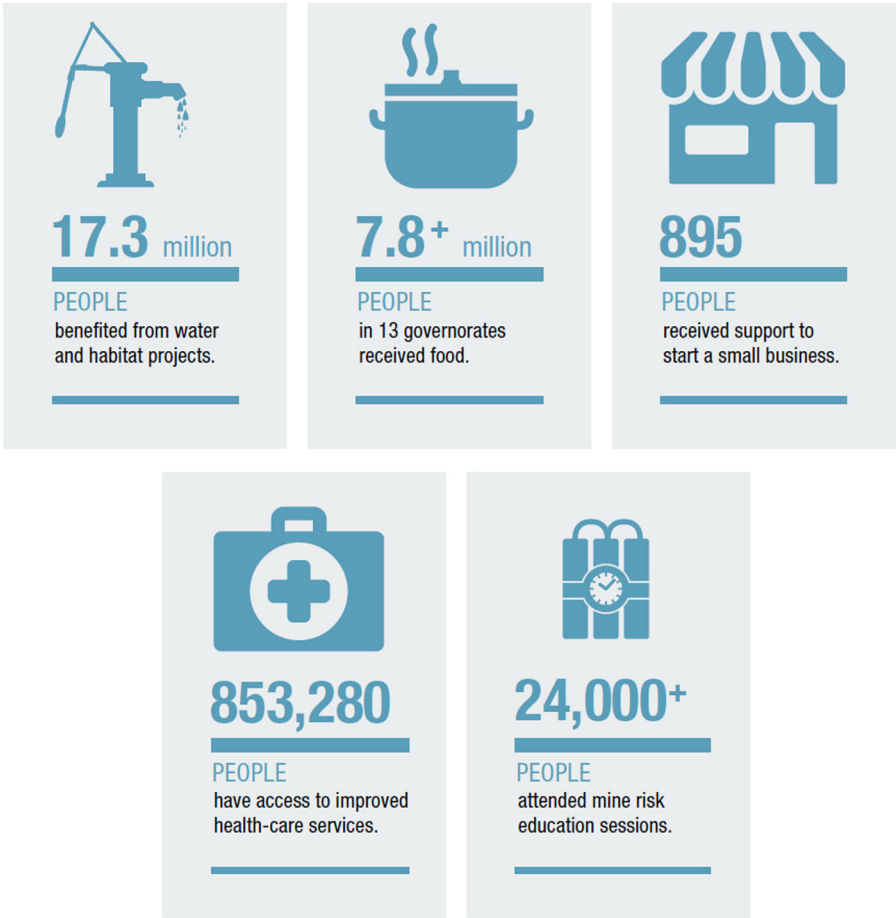 17.3 million
PEOPLE
benefited from water
and habitat projects.
7.8+ million
PEOPLE
in 13 governorates
received food.
895
PEOPLE
received support to
start a small business.
853,280
PEOPLE
have access to improved
health-care services.
24,000+
PEOPLE
attended mine risk
education sessions.